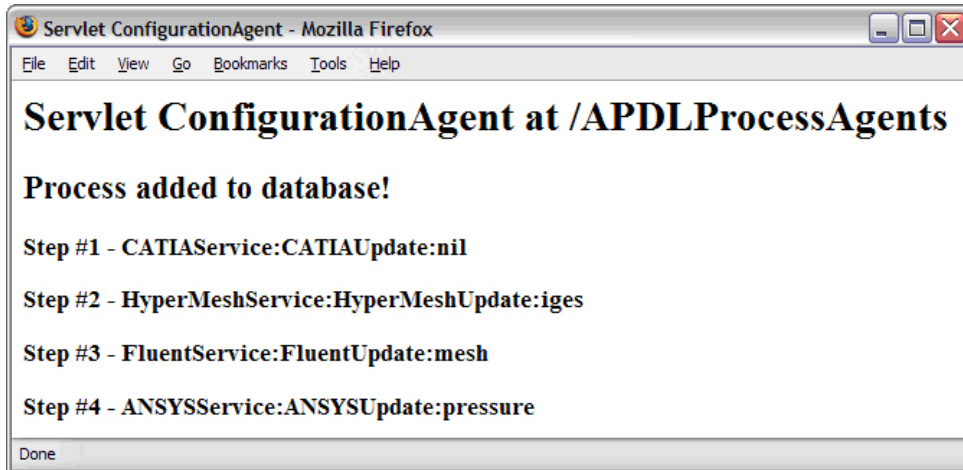 Servlet ConfigurationAgent - Mozilla Firefox
File Edit View Go Bookmarks Tools Help
Servlet ConfigurationAgent at /APDLProcessAgents
Process added to database!
Step #1 - CATIAService:CATIAUpdate:nil
Step #2 - HyperMeshService:HyperMeshUpdate:iges
Step #3 - FluentService:FluentUpdate:mesh
Step #4 - ANSYSService:ANSYSUpdate:pressure
Done